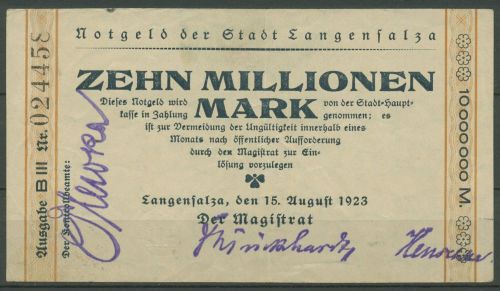 Notgeld der Stadt Langensalza
ZEHN MILLIONEN
Dieses Notgeld wird MARK von der Stadt-Haupt-
kasse in Zahlung genommen; es
ist zur Vermeidung der Ungültigkeit innerhalb eines
Monats nach öffentlicher Aufforderung
durch den Magistrat zur Ein-
lösung vorzulegen
Langensalza, den 15. August 1923
Der Magistrat
Ausgabe B III Nr. 024458
Der Kontrollbeamte:
10000000 M.